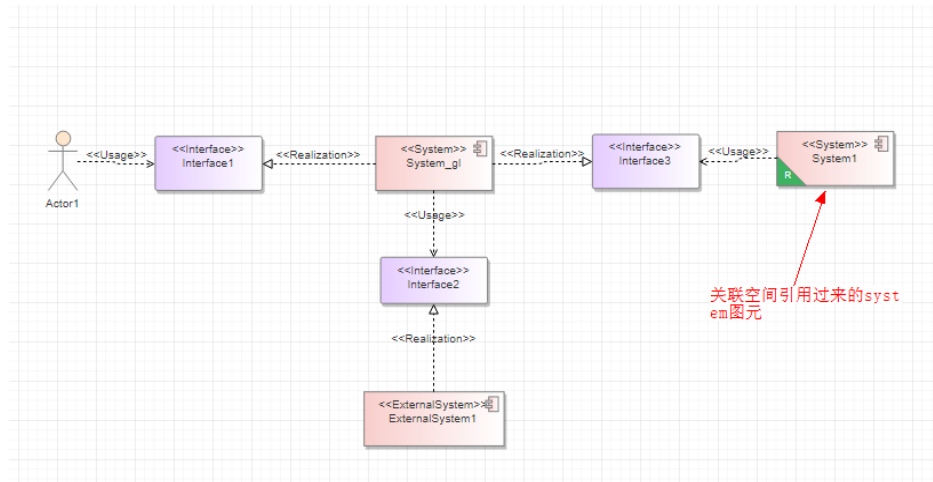 <<Usage>>
<<Interface>>
Interface1
<<Realization>>
<<System>>
System_gl
<<Realization>>
<<Interface>>
Interface3
<<Usage>>
<<System>>
System1
R
Actor1
<<Usage>>
<<Interface>>
Interface2
关联空间引用过来的syst
em图元
<<Realization>>
<<ExternalSystem>>
ExternalSystem1